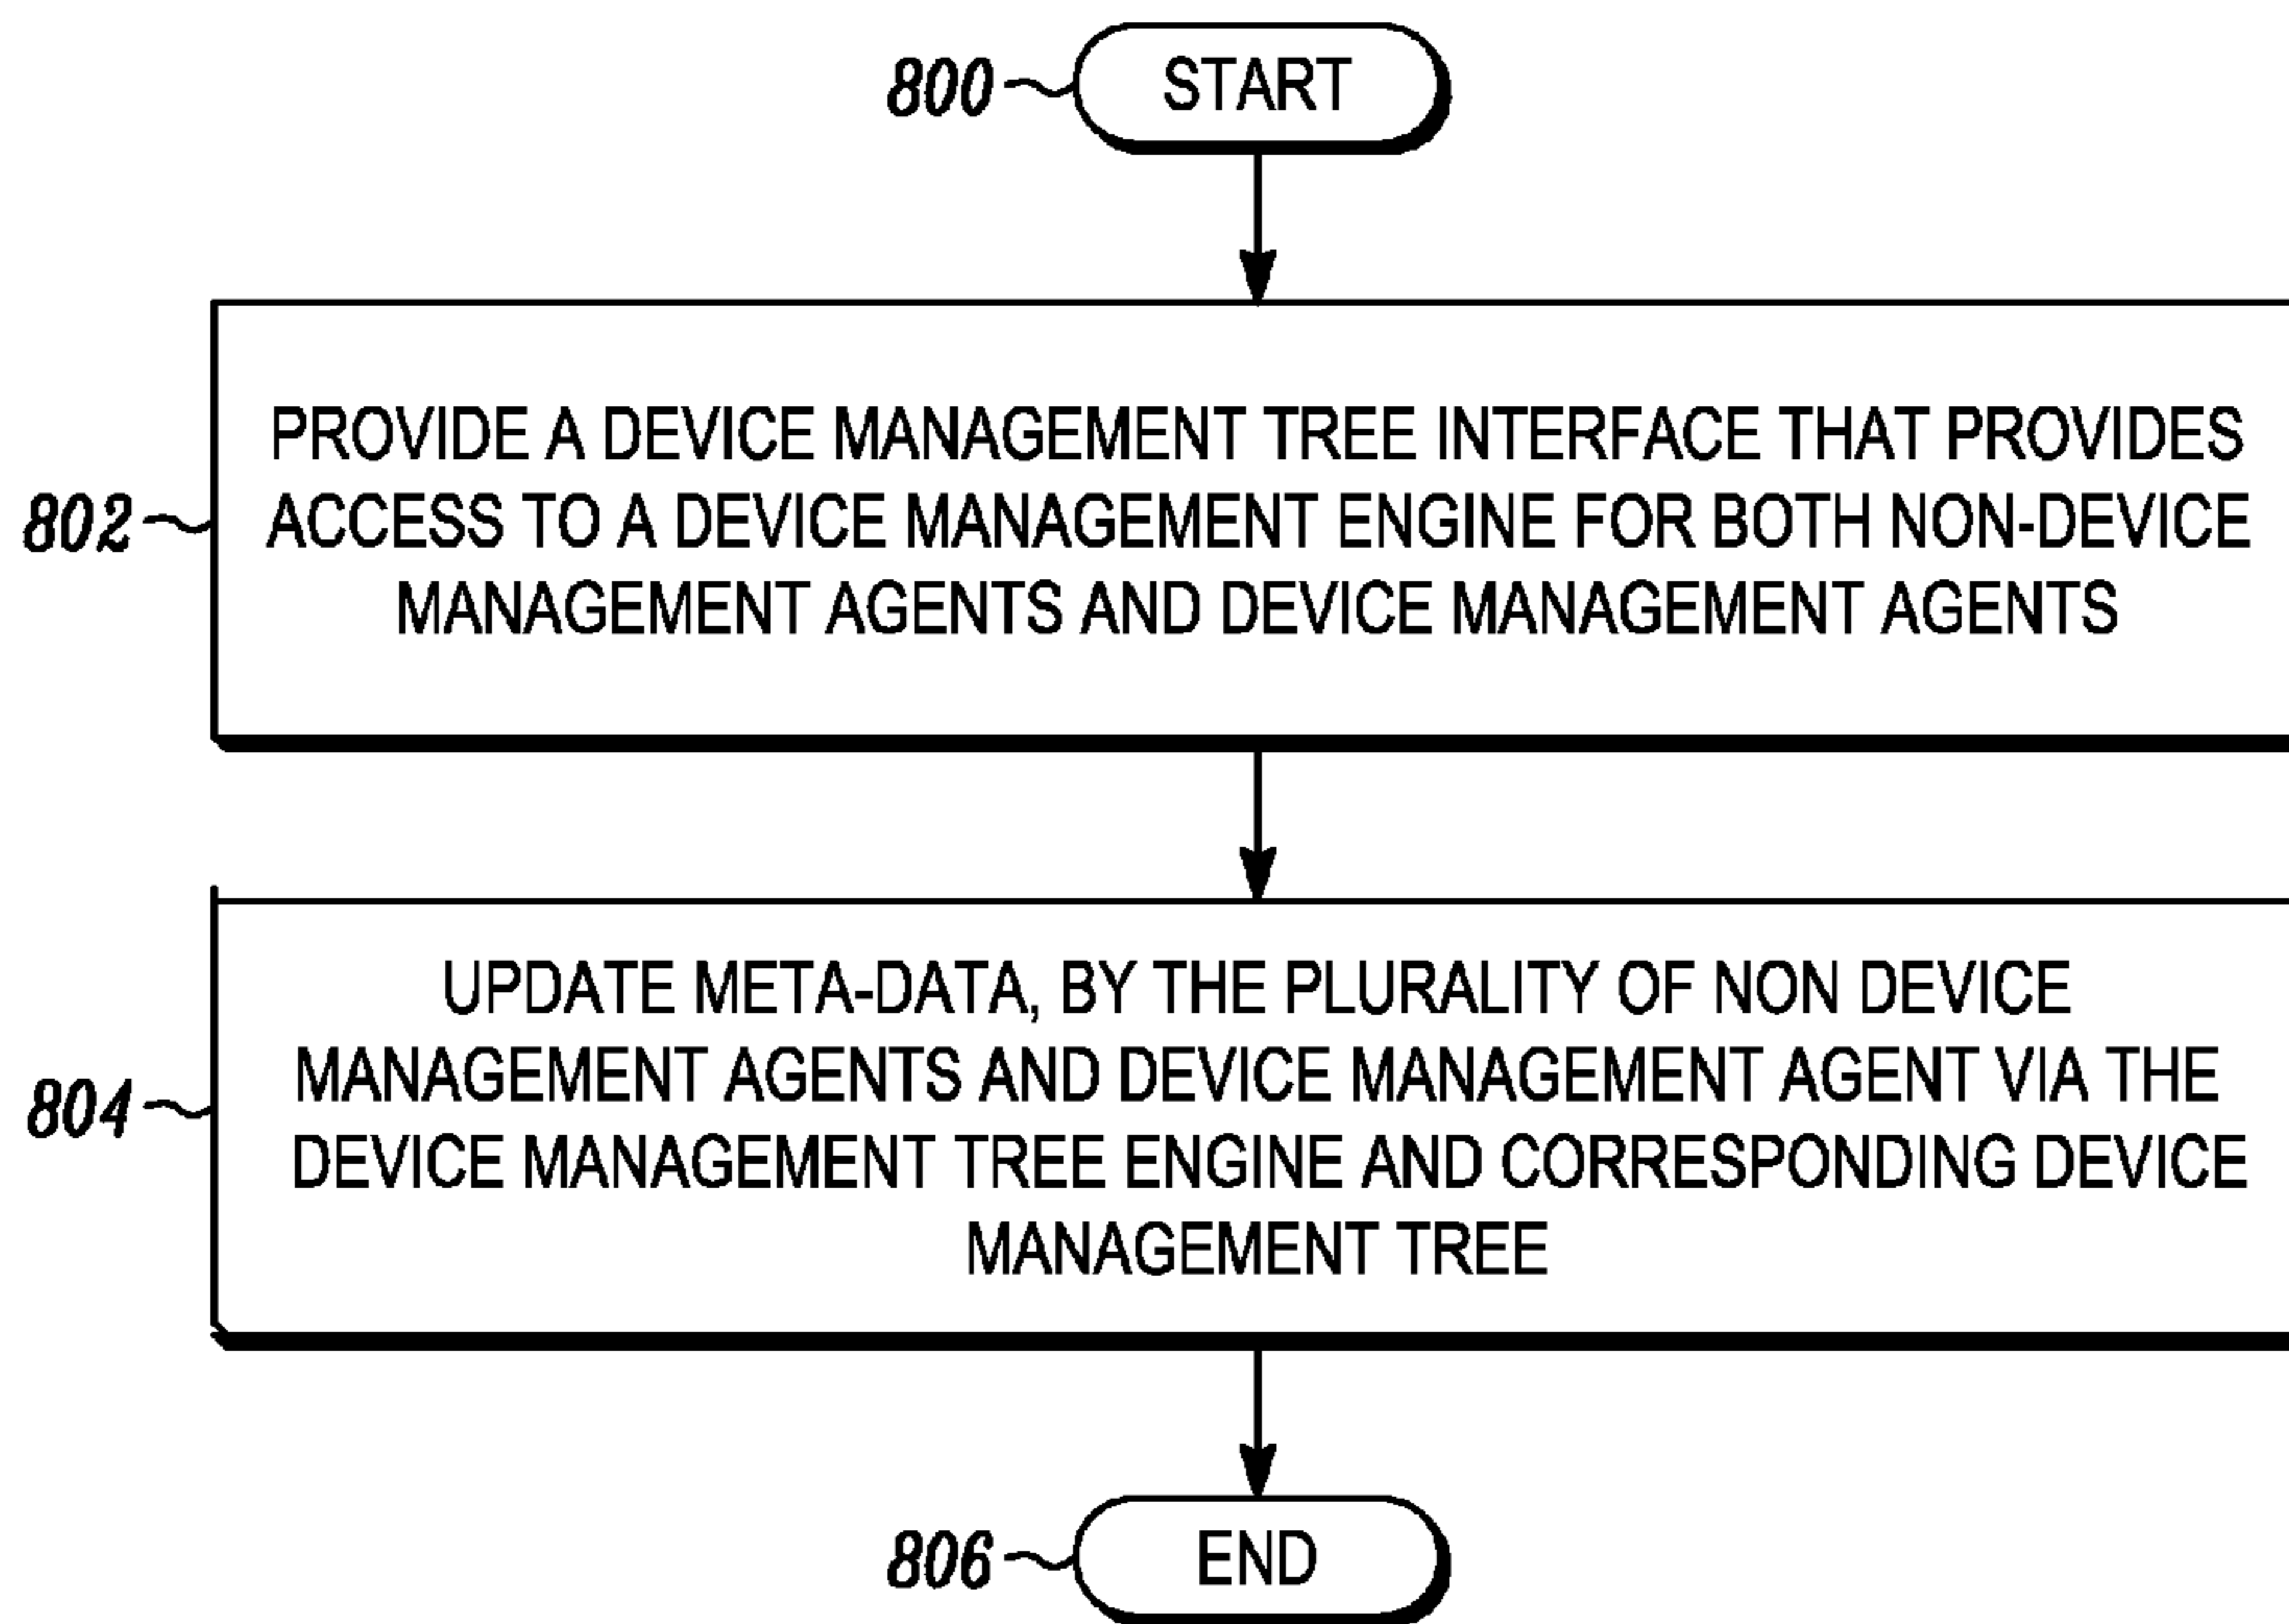 800
START
802
PROVIDE A DEVICE MANAGEMENT TREE INTERFACE THAT PROVIDES
ACCESS TO A DEVICE MANAGEMENT ENGINE FOR BOTH NON-DEVICE
MANAGEMENT AGENTS AND DEVICE MANAGEMENT AGENTS
804
UPDATE META-DATA, BY THE PLURALITY OF NON DEVICE
MANAGEMENT AGENTS AND DEVICE MANAGEMENT AGENT VIA THE
DEVICE MANAGEMENT TREE ENGINE AND CORRESPONDING DEVICE
MANAGEMENT TREE
806
END